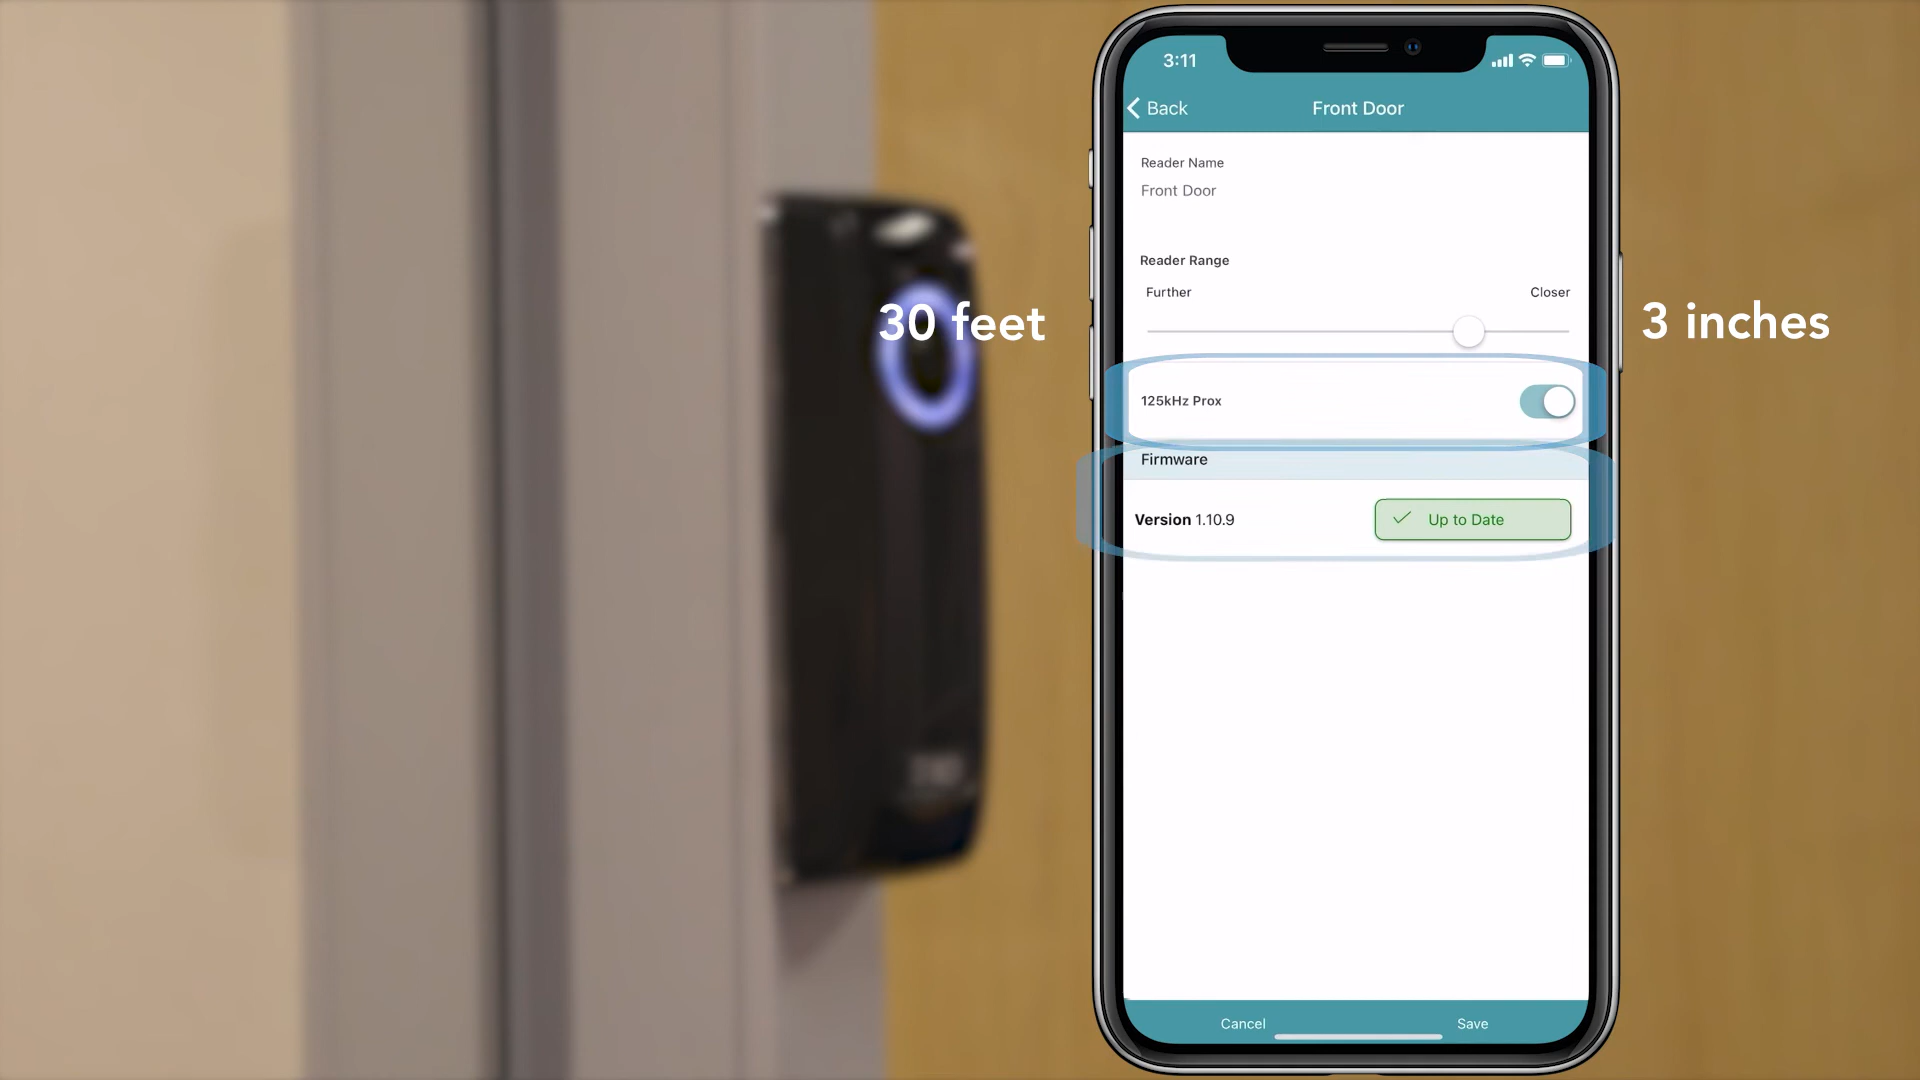 3:11
Back
Front Door
Reader Name
Front Door
Reader Range
Further
Closer
30 feet
3 inches
125kHz Prox
Firmware
Version 1.10.9
Up to Date
Cancel
Save